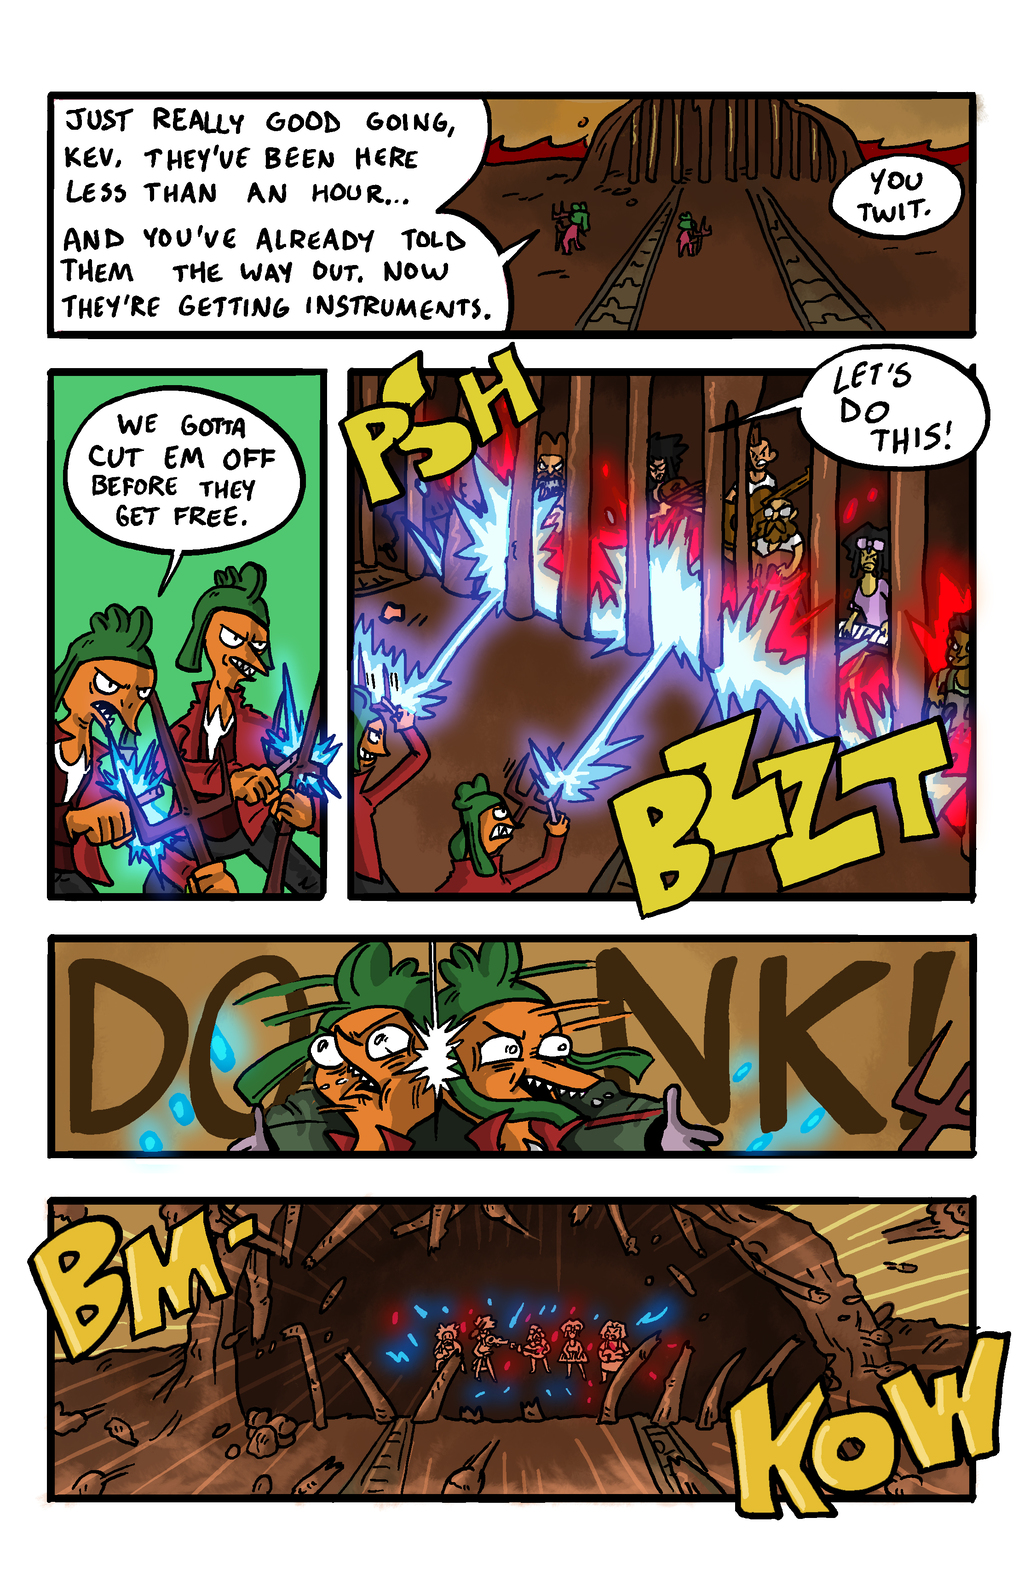 JUST REALLY GOOD GOING,
KEV. THEY'VE BEEN HERE
LESS THAN AN HOUR...
AND YOU'VE ALREADY TOLD
THEM THE WAY OUT. NOW
THEY'RE GETTING INSTRUMENTS.
YOU
TWIT.
WE GOTTA
CUT EM OFF
BEFORE THEY
GET FREE.
PSH
LET'S
DO
THIS!
BZZT
DONK!
BM-
KOW